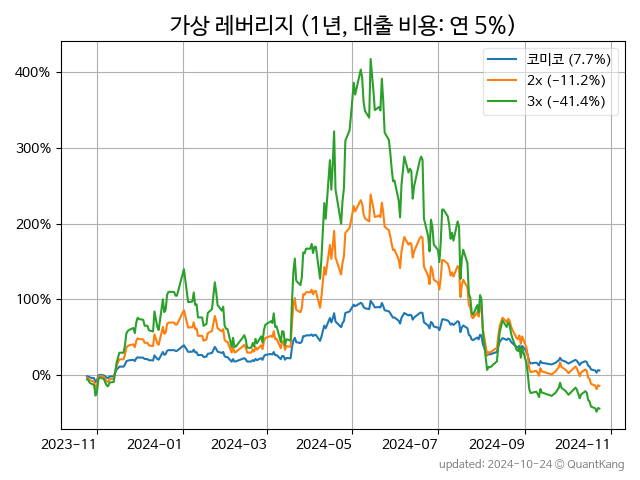 가상 레버리지 (1년, 대출 비용: 연 5%)
코미코 (7.7%)
2x (−11.2%)
3x (−41.4%)
400%
300%
200%
100%
0%
2023-11
2024-01
2024-03
2024-05
2024-07
2024-09
2024-11
updated: 2024-10-24 @ QuantKang